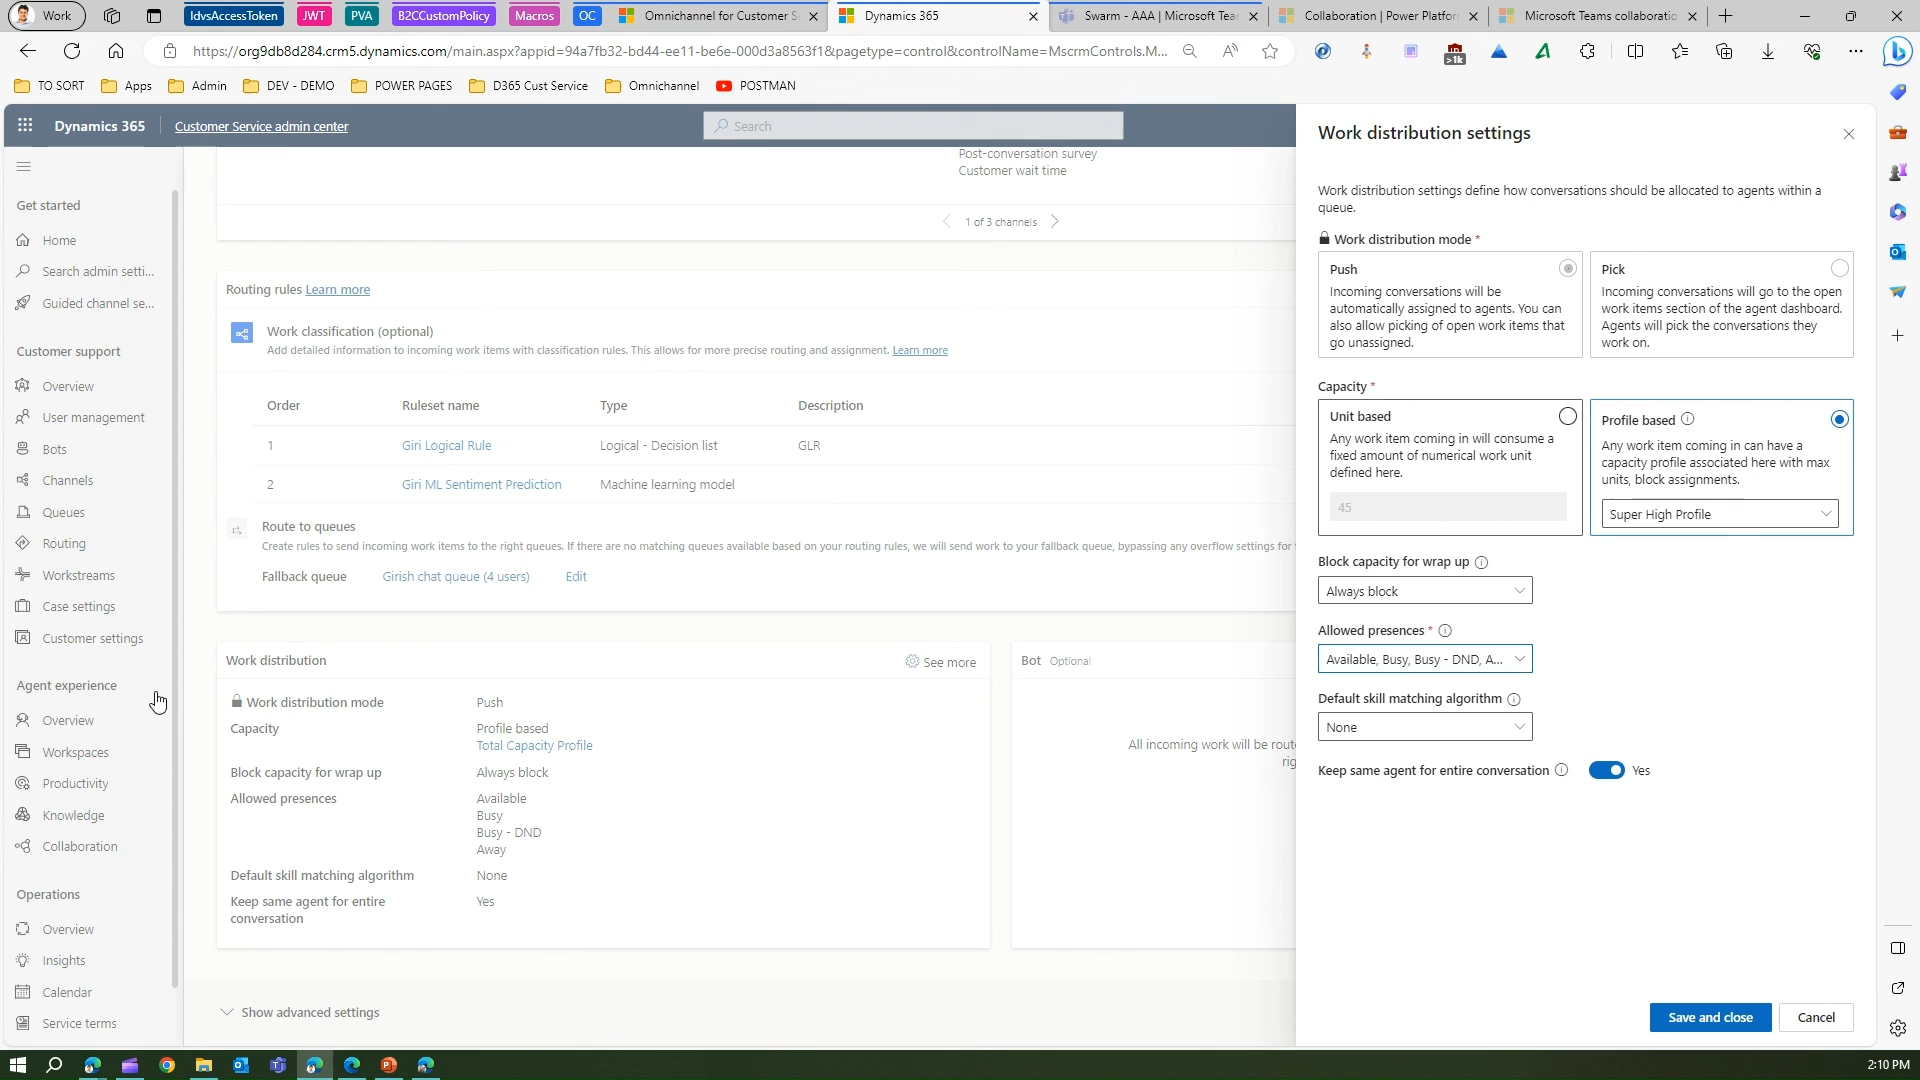 Work
IdvsAccessToken
JWT
PVA
B2CCustomPolicy
Macros
OC
Omnichannel for Customer S
Dynamics 365
Swarm - AAA | Microsoft Tea
Collaboration | Power Platfor
Microsoft Teams collaboratio
https://org9db8d284.crm5.dynamics.com/main.aspx?appid=94a7fb32-bd44-ee11-be6e-000d3a8563f1&pagetype=control&controlName=MscrmControls.M...
>1k
TO SORT
Apps
Admin
DEV - DEMO
POWER PAGES
D365 Cust Service
Omnichannel
POSTMAN
Dynamics 365
Customer Service admin center
Search
Get started
Home
Search admin setti...
Guided channel se...
Customer support
Overview
User management
Bots
Channels
Queues
Routing
Workstreams
Case settings
Customer settings
Agent experience
Overview
Workspaces
Productivity
Knowledge
Collaboration
Operations
Overview
Insights
Calendar
Service terms
Post-conversation survey
Customer wait time
1 of 3 channels
Routing rules Learn more
Work classification (optional)
Add detailed information to incoming work items with classification rules. This allows for more precise routing and assignment. Learn more
Order Ruleset name Type Description
1 Giri Logical Rule Logical - Decision list GLR
2 Giri ML Sentiment Prediction Machine learning model
Route to queues
Create rules to send incoming work items to the right queues. If there are no matching queues available based on your routing rules, we will send work to your fallback queue, bypassing any overflow settings for
Fallback queue Girish chat queue (4 users) Edit
Work distribution See more
Work distribution mode Push
Capacity Profile based
Total Capacity Profile
Block capacity for wrap up Always block
Allowed presences Available
Busy
Busy - DND
Away
Default skill matching algorithm None
Keep same agent for entire Yes
conversation
Bot Optional
All incoming work will be rout
rig
Show advanced settings
Work distribution settings
Work distribution settings define how conversations should be allocated to agents within a
queue.
Work distribution mode *
Push
Incoming conversations will be
automatically assigned to agents. You can
also allow picking of open work items that
go unassigned.
Pick
Incoming conversations will go to the open
work items section of the agent dashboard.
Agents will pick the conversations they
work on.
Capacity *
Unit based
Any work item coming in will consume a
fixed amount of numerical work unit
defined here.
45
Profile based
Any work item coming in can have a
capacity profile associated here with max
units, block assignments.
Super High Profile
Block capacity for wrap up
Always block
Allowed presences *
Available, Busy, Busy - DND, A...
Default skill matching algorithm
None
Keep same agent for entire conversation Yes
Save and close
Cancel
2:10 PM